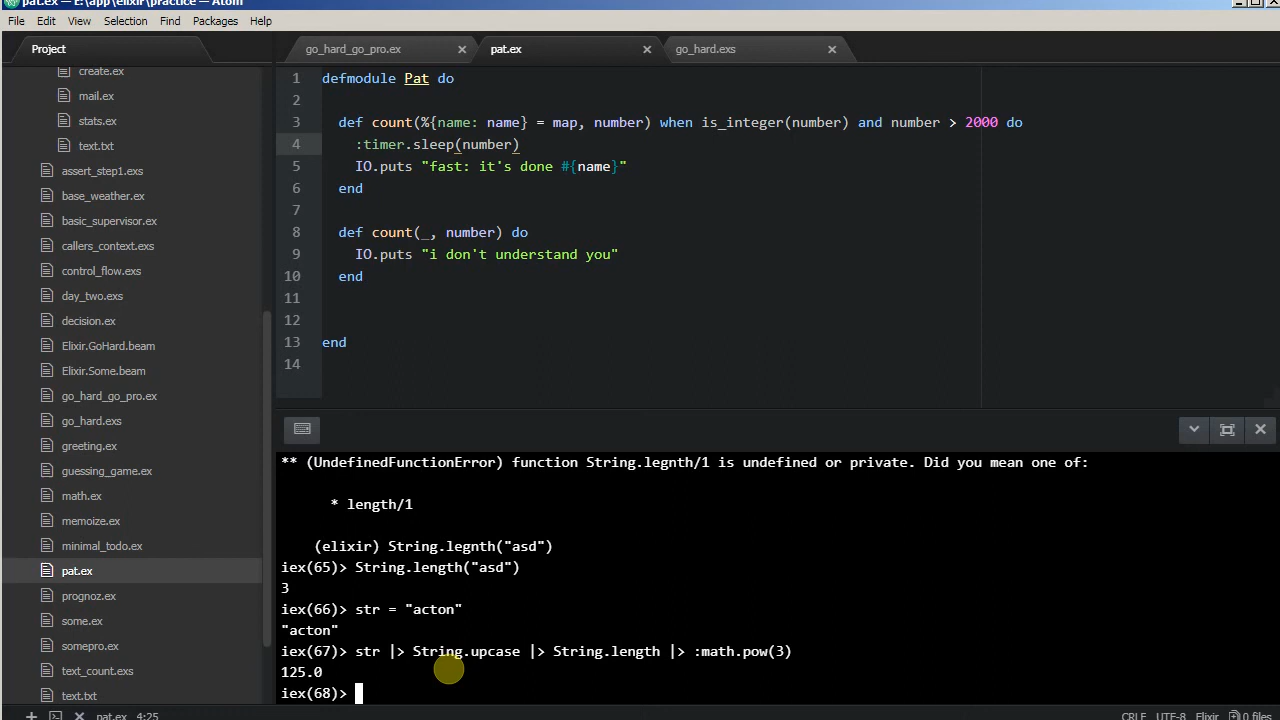 pat.ex — E:\app\elixir\practice — Atom
File Edit View Selection Find Packages Help
Project
go_hard_go_pro.ex × pat.ex × go_hard.exs ×
create.ex
mail.ex
stats.ex
text.txt
assert_step1.exs
base_weather.ex
basic_supervisor.ex
callers_context.exs
control_flow.exs
day_two.exs
decision.ex
Elixir.GoHard.beam
Elixir.Some.beam
go_hard_go_pro.ex
go_hard.exs
greeting.ex
guessing_game.ex
math.ex
memoize.ex
minimal_todo.ex
pat.ex
prognoz.ex
some.ex
somepro.ex
text_count.exs
text.txt
1 defmodule Pat do
2
3 def count(%{name: name} = map, number) when is_integer(number) and number > 2000 do
4 :timer.sleep(number)
5 IO.puts "fast: it's done #{name}"
6 end
7
8 def count(_, number) do
9 IO.puts "i don't understand you"
10 end
11
12
13 end
14
** (UndefinedFunctionError) function String.legnth/1 is undefined or private. Did you mean one of:
* length/1
(elixir) String.legnth("asd")
iex(65)> String.length("asd")
3
iex(66)> str = "acton"
"acton"
iex(67)> str |> String.upcase |> String.length |> :math.pow(3)
125.0
iex(68)>
pat.ex 4:25 CRLF UTF-8 Elixir 0 files